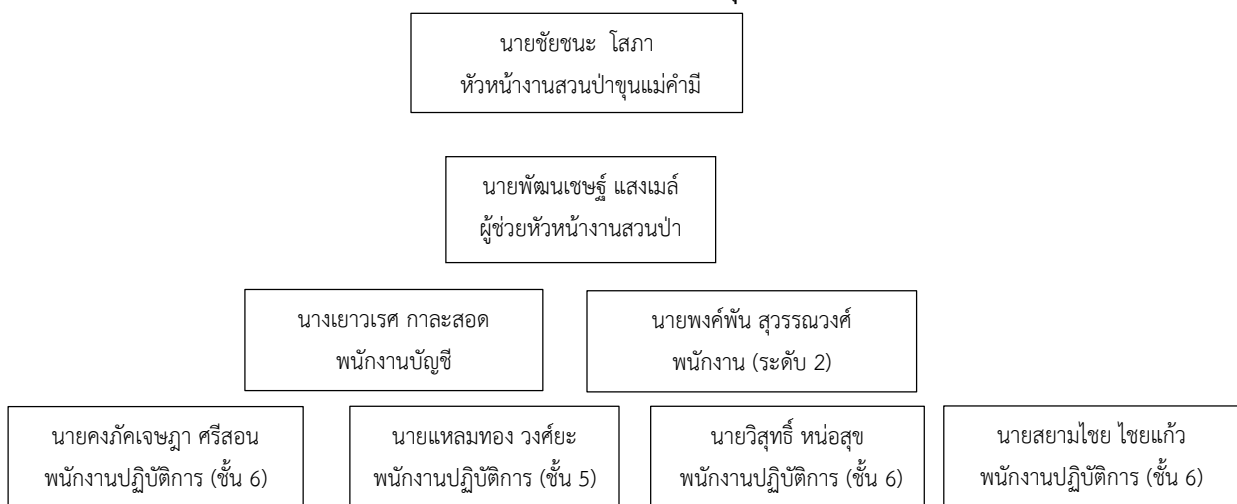 นายชัยชนะ โสภา
หัวหน้างานสวนป่าขุนแม่คำมี
นายพัฒนเชษฐ์ แสงเมล์
ผู้ช่วยหัวหน้างานสวนป่า
นางเยาวเรศ กาละสอด
พนักงานบัญชี
นายพงค์พัน สุวรรณวงศ์
พนักงาน (ระดับ 2)
นายคงภัคเจษฎา ศรีสอน
พนักงานปฏิบัติการ (ชั้น 6)
นายแหลมทอง วงศ์ยะ
พนักงานปฏิบัติการ (ชั้น 5)
นายวิสุทธิ์ หน่อสุข
พนักงานปฏิบัติการ (ชั้น 6)
นายสยามไชย ไชยแก้ว
พนักงานปฏิบัติการ (ชั้น 6)